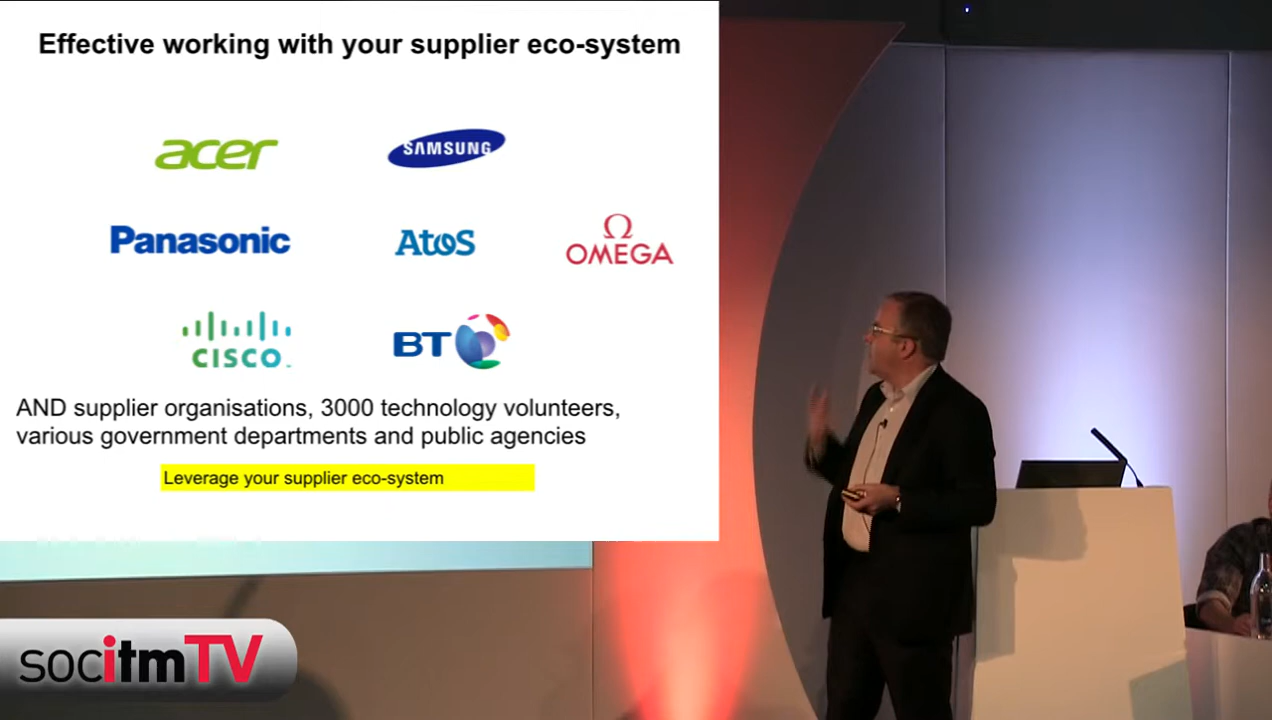 Effective working with your supplier eco-system
acer
SAMSUNG
Panasonic
AtoS
Ω
OMEGA
CISCO
BT
AND supplier organisations, 3000 technology volunteers,
various government departments and public agencies
Leverage your supplier eco-system
socitmTV